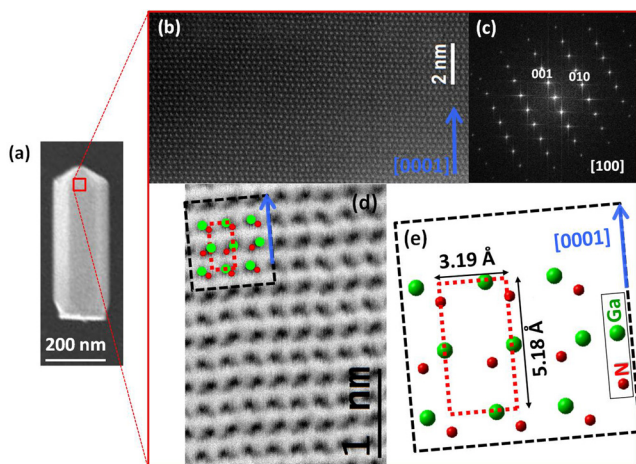 (a)
200 nm
(b)
2 nm
[0001]
(c)
001
010
[100]
(d)
1 nm
(e)
[0001]
3.19 Å
5.18 Å
Ga
N